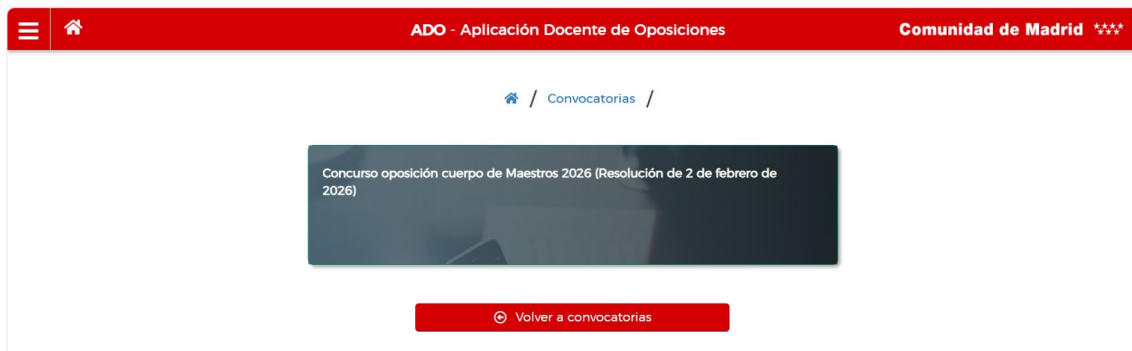 ADO - Aplicación Docente de Oposiciones
Comunidad de Madrid
/ Convocatorias /
Concurso oposición cuerpo de Maestros 2026 (Resolución de 2 de febrero de
2026)
Volver a convocatorias